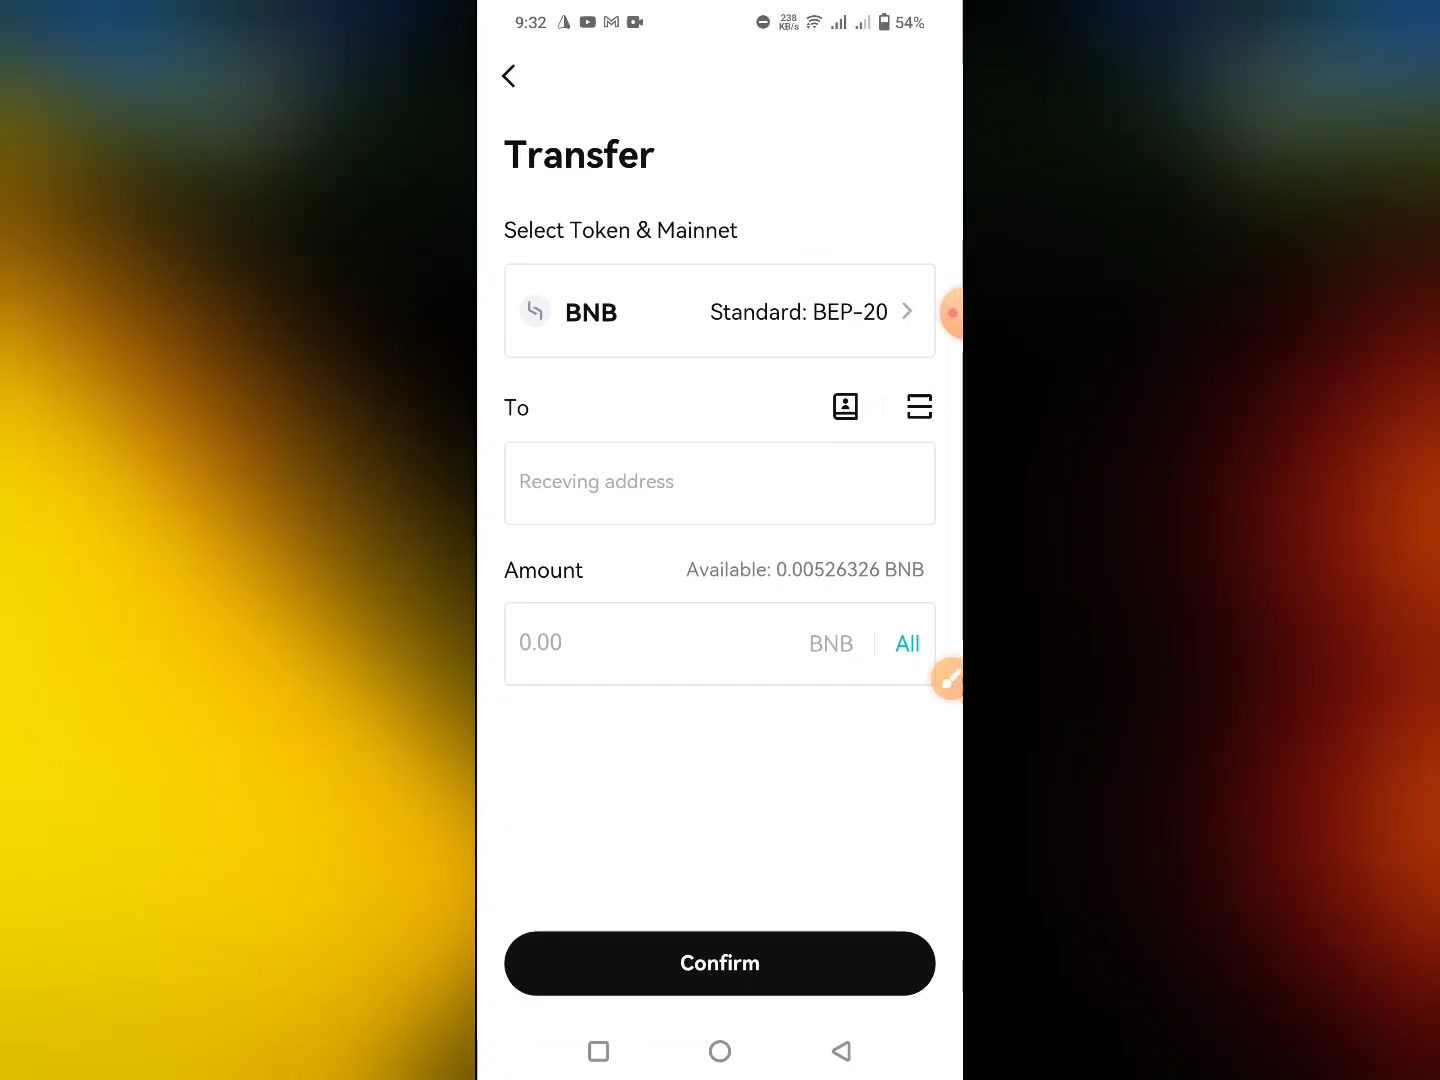 9:32 238 KB/s 54%
Transfer
Select Token & Mainnet
BNB Standard: BEP-20
To
Receving address
Amount Available: 0.00526326 BNB
0.00 BNB All
Confirm